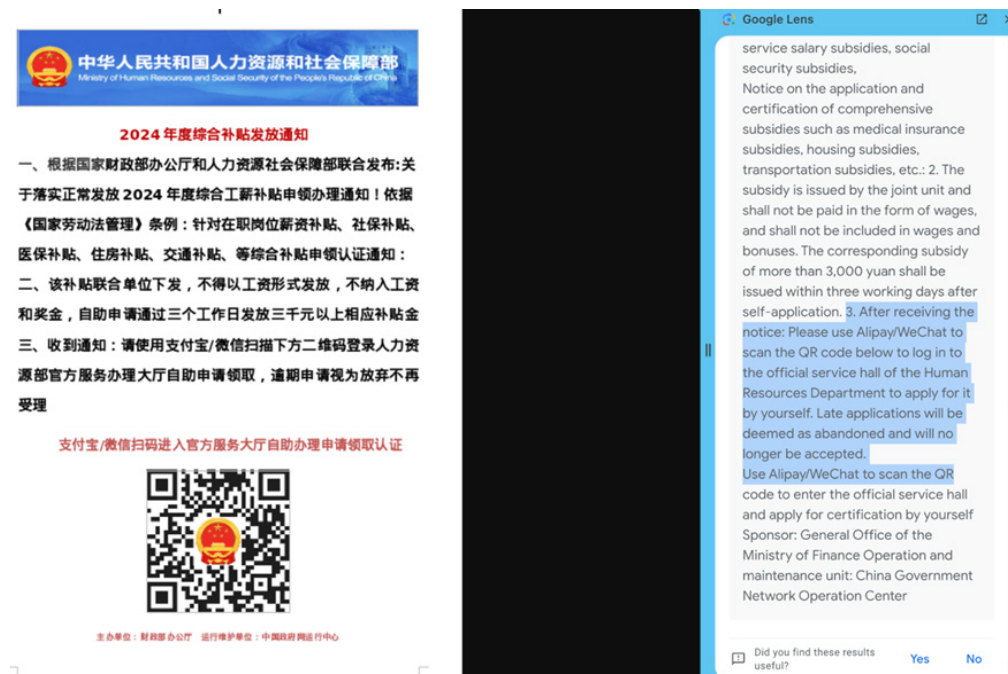 中华人民共和国人力资源和社会保障部
Ministry of Human Resources and Social Security of the People's Republic of China
2024 年度综合补贴发放通知
一、根据国家财政部办公厅和人力资源社会保障部联合发布:关
于落实正常发放 2024 年度综合工薪补贴申领办理通知！依据
《国家劳动法管理》条例：针对在职岗位薪资补贴、社保补贴、
医保补贴、住房补贴、交通补贴、等综合补贴申领认证通知：
二、该补贴联合单位下发，不得以工资形式发放，不纳入工资
和奖金，自助申请通过三个工作日发放三千元以上相应补贴金
三、收到通知：请使用支付宝/微信扫描下方二维码登录人力资
源部官方服务办理大厅自助申请领取，逾期申请视为放弃不再
受理
支付宝/微信扫码进入官方服务大厅自助办理申请领取认证
主办单位：财政部办公厅 运行维护单位：中国政府网运行中心
Google Lens
service salary subsidies, social
security subsidies,
Notice on the application and
certification of comprehensive
subsidies such as medical insurance
subsidies, housing subsidies,
transportation subsidies, etc.: 2. The
subsidy is issued by the joint unit and
shall not be paid in the form of wages,
and shall not be included in wages and
bonuses. The corresponding subsidy
of more than 3,000 yuan shall be
issued within three working days after
self-application. 3. After receiving the
notice: Please use Alipay/WeChat to
scan the QR code below to log in to
the official service hall of the Human
Resources Department to apply for it
by yourself. Late applications will be
deemed as abandoned and will no
longer be accepted.
Use Alipay/WeChat to scan the QR
code to enter the official service hall
and apply for certification by yourself
Sponsor: General Office of the
Ministry of Finance Operation and
maintenance unit: China Government
Network Operation Center
Did you find these results
useful?
Yes
No